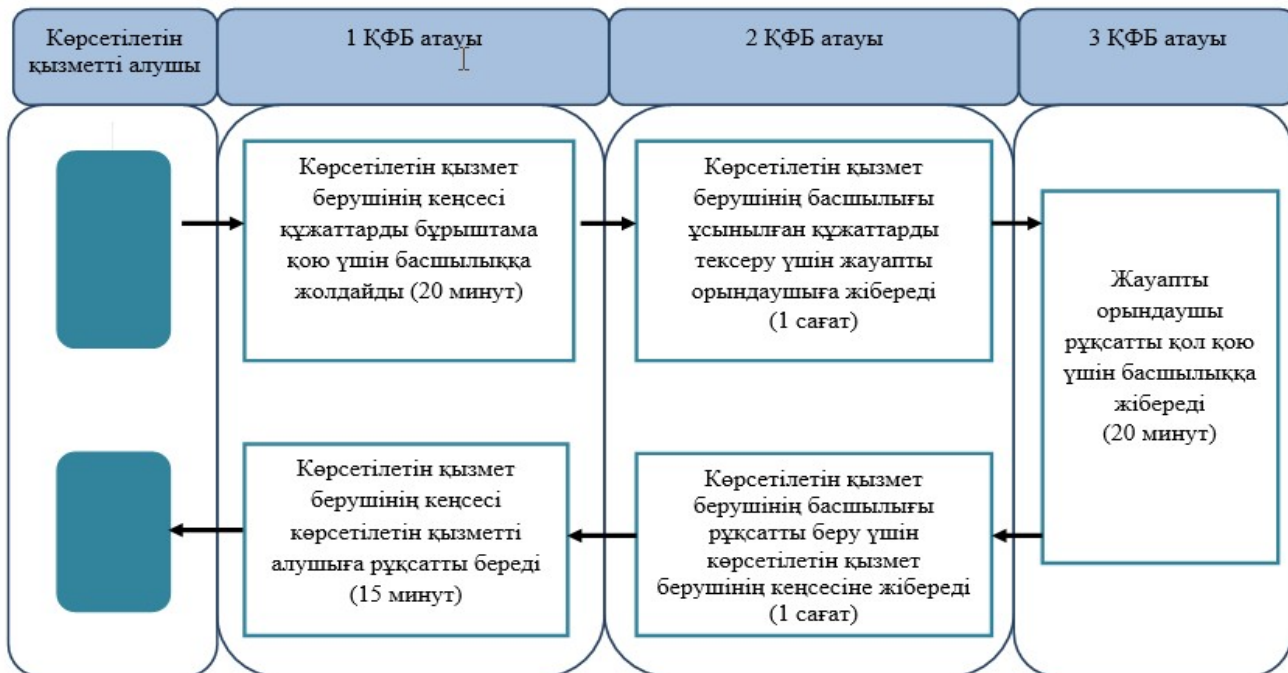 Көрсетілетін
қызметті алушы
1 ҚФБ атауы
2 ҚФБ атауы
3 ҚФБ атауы
Көрсетілетін қызмет
берушінің кеңсесі
құжаттарды бұрыштама
қою үшін басшылыққа
жолдайды (20 минут)
Көрсетілетін қызмет
берушінің басшылығы
ұсынылған құжаттарды
тексеру үшін жауапты
орындаушыға жібереді
(1 сағат)
Жауапты
орындаушы
рұқсатты қол қою
үшін басшылыққа
жібереді
(20 минут)
Көрсетілетін қызмет
берушінің басшылығы
рұқсатты беру үшін
көрсетілетін қызмет
берушінің кеңсесіне жібереді
(1 сағат)
Көрсетілетін қызмет
берушінің кеңсесі
көрсетілетін қызметті
алушыға рұқсатты береді
(15 минут)